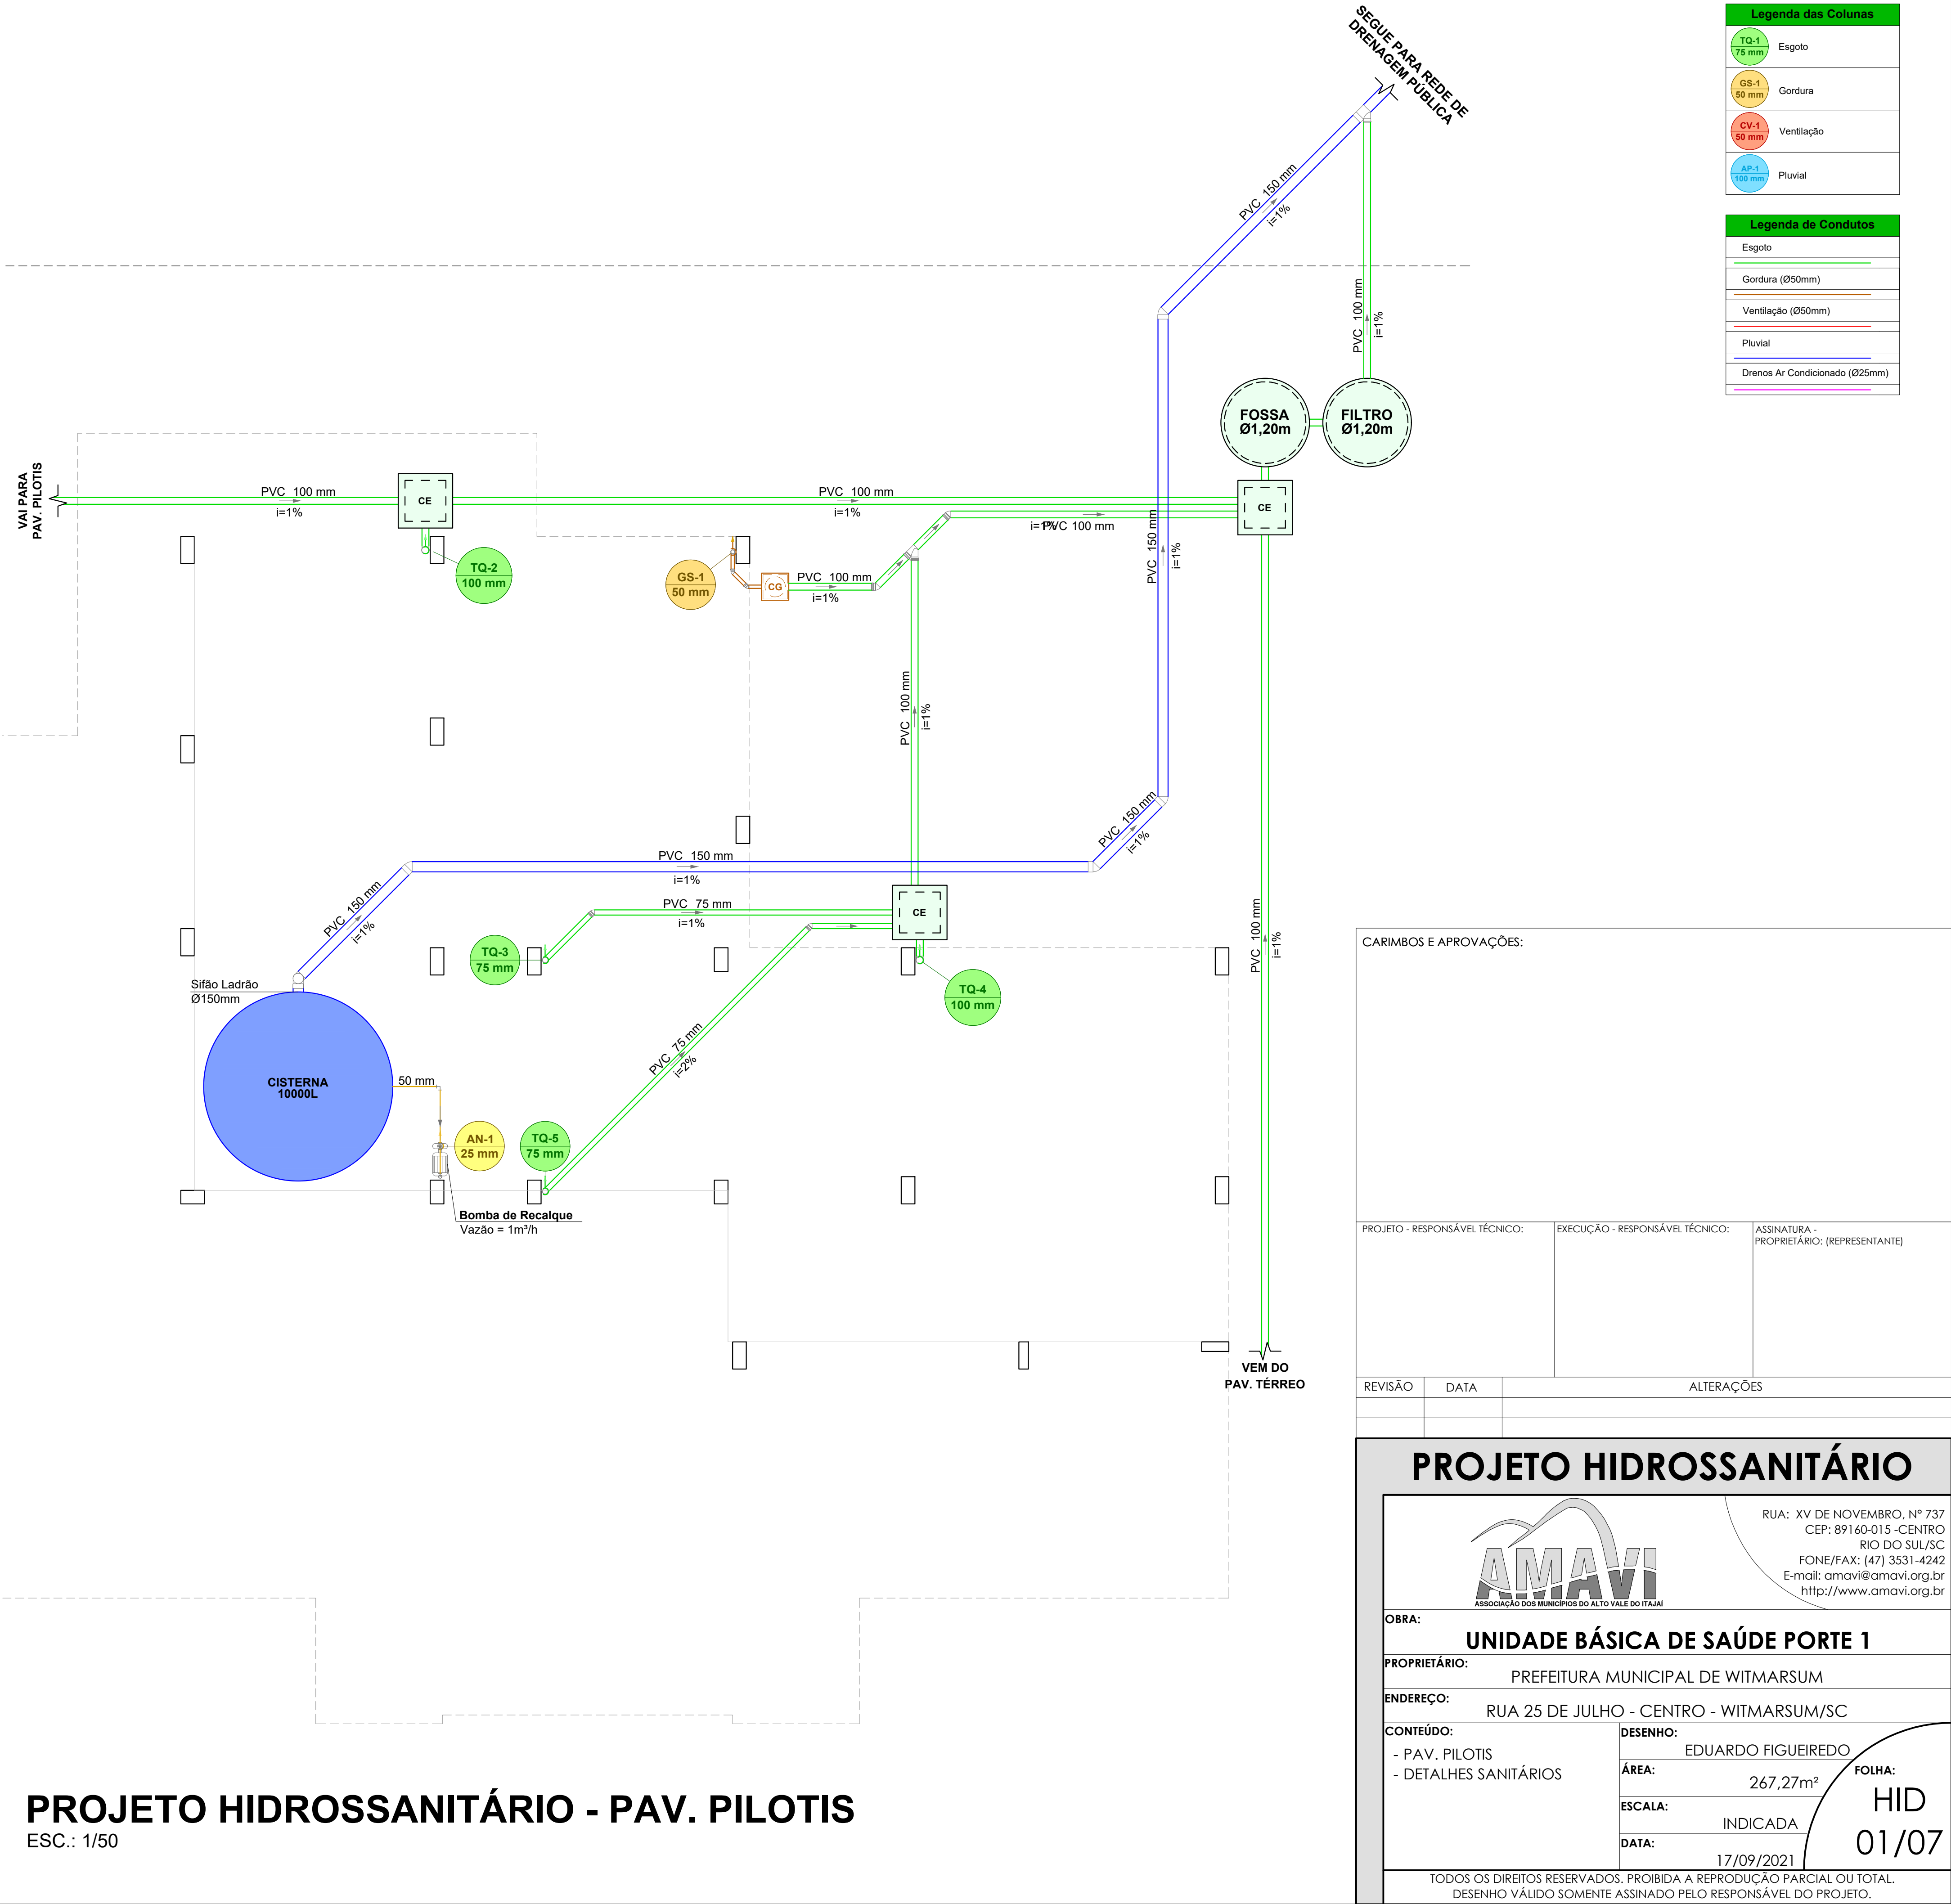 SEGUE PARA REDE DE
DRENAGEM PÚBLICA
Legenda das Colunas
TQ-1
75 mm
Esgoto
GS-1
50 mm
Gordura
CV-1
50 mm
Ventilação
AP-1
100 mm
Pluvial
Legenda de Condutos
Esgoto
Gordura (Ø50mm)
Ventilação (Ø50mm)
Pluvial
Drenos Ar Condicionado (Ø25mm)
PVC 150 mm
i=1%
PVC 100 mm
i=1%
FOSSA
Ø1,20m
FILTRO
Ø1,20m
VAI PARA
PAV. PILOTIS
PVC 100 mm
i=1%
CE
PVC 100 mm
i=1%
CE
i=1%
PVC 100 mm
PVC 150 mm
i=1%
TQ-2
100 mm
GS-1
50 mm
CG
PVC 100 mm
i=1%
PVC 100 mm
i=1%
PVC 150 mm
i=1%
PVC 150 mm
i=1%
PVC 150 mm
i=1%
PVC 75 mm
i=1%
CE
PVC 100 mm
i=1%
TQ-3
75 mm
TQ-4
100 mm
Sifão Ladrão
Ø150mm
CISTERNA
10000L
50 mm
PVC 75 mm
i=2%
AN-1
25 mm
TQ-5
75 mm
Bomba de Recalque
Vazão = 1m³/h
VEM DO
PAV. TÉRREO
CARIMBOS E APROVAÇÕES:
PROJETO - RESPONSÁVEL TÉCNICO:
EXECUÇÃO - RESPONSÁVEL TÉCNICO:
ASSINATURA -
PROPRIETÁRIO: (REPRESENTANTE)
REVISÃO
DATA
ALTERAÇÕES
PROJETO HIDROSSANITÁRIO
AMAVI
ASSOCIAÇÃO DOS MUNICÍPIOS DO ALTO VALE DO ITAJAÍ
RUA: XV DE NOVEMBRO, Nº 737
CEP: 89160-015 -CENTRO
RIO DO SUL/SC
FONE/FAX: (47) 3531-4242
E-mail: amavi@amavi.org.br
http://www.amavi.org.br
OBRA:
UNIDADE BÁSICA DE SAÚDE PORTE 1
PROPRIETÁRIO:
PREFEITURA MUNICIPAL DE WITMARSUM
ENDEREÇO:
RUA 25 DE JULHO - CENTRO - WITMARSUM/SC
CONTEÚDO:
- PAV. PILOTIS
- DETALHES SANITÁRIOS
DESENHO:
EDUARDO FIGUEIREDO
ÁREA:
267,27m²
ESCALA:
INDICADA
DATA:
17/09/2021
FOLHA:
HID
01/07
TODOS OS DIREITOS RESERVADOS. PROIBIDA A REPRODUÇÃO PARCIAL OU TOTAL.
DESENHO VÁLIDO SOMENTE ASSINADO PELO RESPONSÁVEL DO PROJETO.
PROJETO HIDROSSANITÁRIO - PAV. PILOTIS
ESC.: 1/50